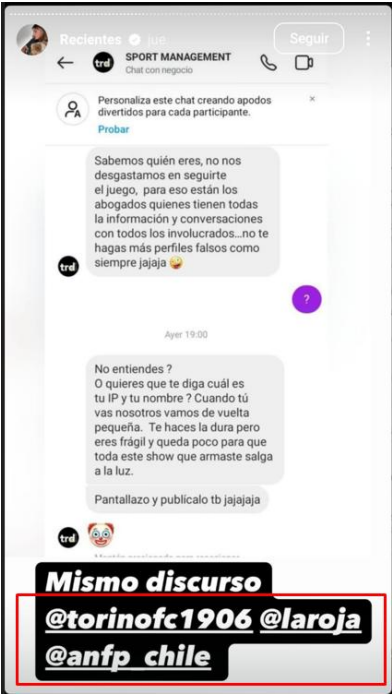 Recientes jue
Seguir
trd
SPORT MANAGEMENT
Chat con negocio
Personaliza este chat creando apodos
divertidos para cada participante.
Probar
Sabemos quién eres, no nos
desgastamos en seguirte
el juego, para eso están los
abogados quienes tienen todas
la información y conversaciones
con todos los involucrados...no te
hagas más perfiles falsos como
siempre jajaja 🤪
trd
?
Ayer 19:00
No entiendes ?
O quieres que te diga cuál es
tu IP y tu nombre ? Cuando tú
vas nosotros vamos de vuelta
pequeña. Te haces la dura pero
eres frágil y queda poco para que
toda este show que armaste salga
a la luz.
Pantallazo y publícalo tb jajajaja
trd 🤡
Mismo discurso
@torinofc1906 @laroja
@anfp_chile